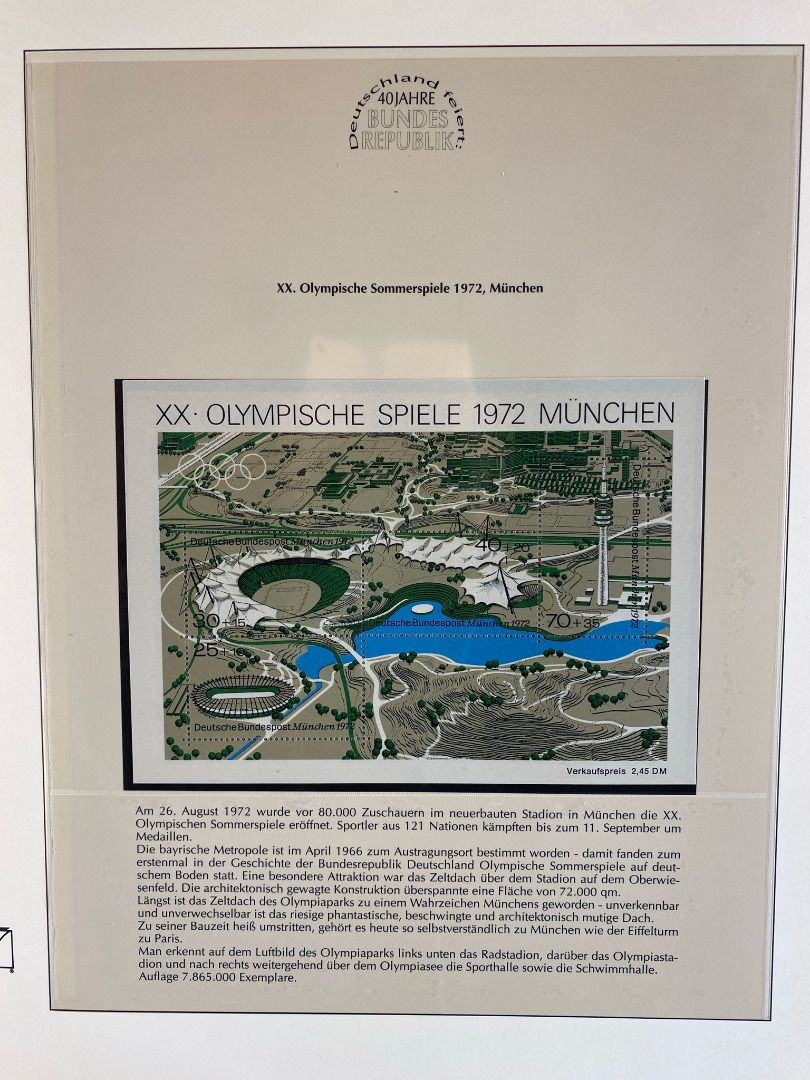 Deutschland feiert:
40 JAHRE
BUNDES
REPUBLIK
XX. Olympische Sommerspiele 1972, München
XX · OLYMPISCHE SPIELE 1972 MÜNCHEN
Deutsche Bundespost München 1972
40+20
Deutsche Bundespost München 1972
30+15
Deutsche Bundespost München 1972
70+35
25+10
Deutsche Bundespost München 1972
Verkaufspreis 2,45 DM
Am 26. August 1972 wurde vor 80.000 Zuschauern im neuerbauten Stadion in München die XX.
Olympischen Sommerspiele eröffnet. Sportler aus 121 Nationen kämpften bis zum 11. September um
Medaillen.
Die bayrische Metropole ist im April 1966 zum Austragungsort bestimmt worden - damit fanden zum
erstenmal in der Geschichte der Bundesrepublik Deutschland Olympische Sommerspiele auf deut-
schem Boden statt. Eine besondere Attraktion war das Zeltdach über dem Stadion auf dem Oberwie-
senfeld. Die architektonisch gewagte Konstruktion überspannte eine Fläche von 72.000 qm.
Längst ist das Zeltdach des Olympiaparks zu einem Wahrzeichen Münchens geworden - unverkennbar
und unverwechselbar ist das riesige phantastische, beschwingte und architektonisch mutige Dach.
Zu seiner Bauzeit heiß umstritten, gehört es heute so selbstverständlich zu München wie der Eiffelturm
zu Paris.
Man erkennt auf dem Luftbild des Olympiaparks links unten das Radstadion, darüber das Olympiasta-
dion und nach rechts weitergehend über dem Olympiasee die Sporthalle sowie die Schwimmhalle.
Auflage 7.865.000 Exemplare.